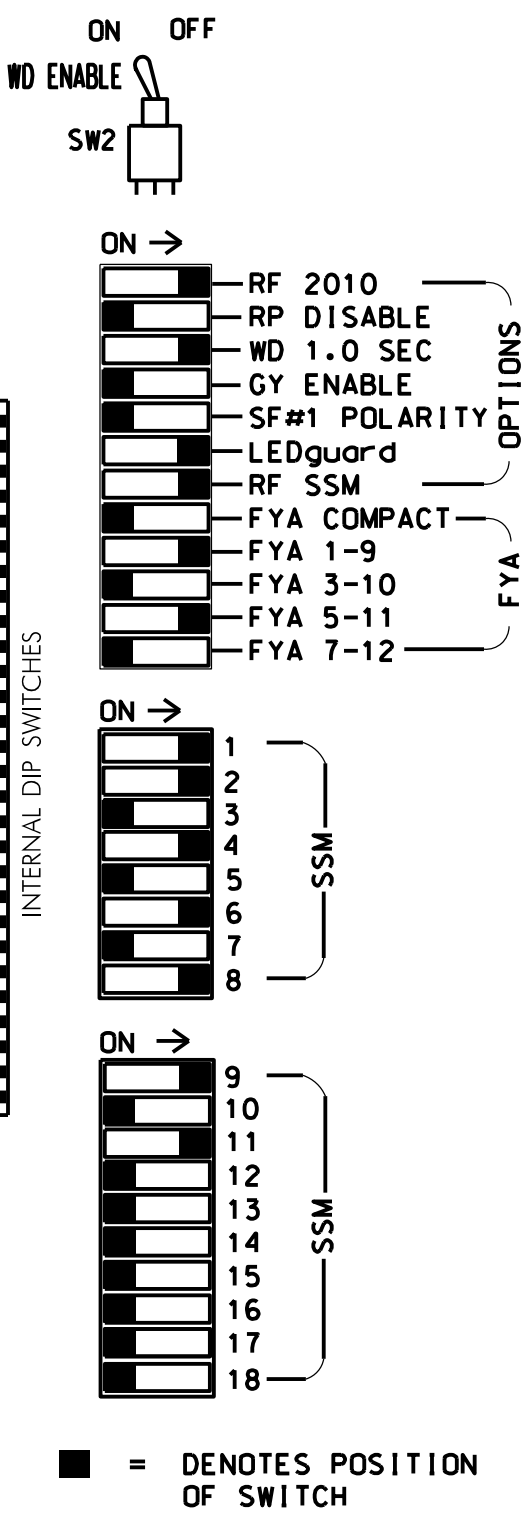 ON OFF
WD ENABLE
SW2
ON →
RF 2010
RP DISABLE
WD 1.0 SEC
GY ENABLE
SF#1 POLARITY
LEDguard
RF SSM
OPTIONS
FYA COMPACT
FYA 1-9
FYA 3-10
FYA 5-11
FYA 7-12
FYA
INTERNAL DIP SWITCHES
ON →
1
2
3
4
5
6
7
8
SSM
ON →
9
10
11
12
13
14
15
16
17
18
SSM
= DENOTES POSITION
OF SWITCH